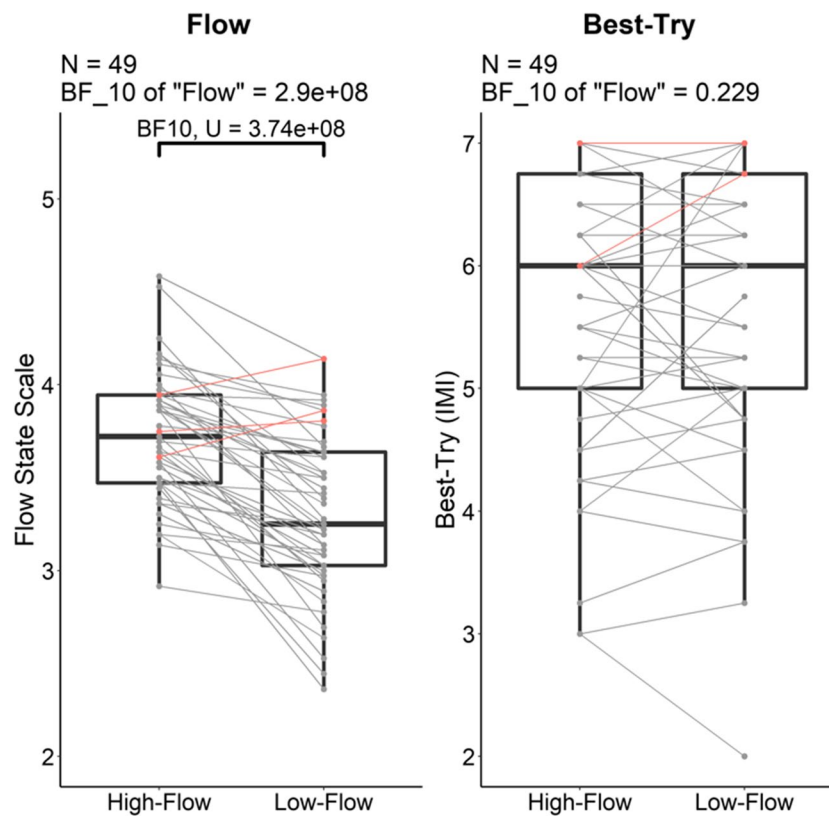 Flow
N = 49
BF_10 of "Flow" = 2.9e+08
BF10, U = 3.74e+08
Flow State Scale
5
4
3
2
High-Flow
Low-Flow
Best-Try
N = 49
BF_10 of "Flow" = 0.229
Best-Try (IMI)
7
6
5
4
3
2
High-Flow
Low-Flow